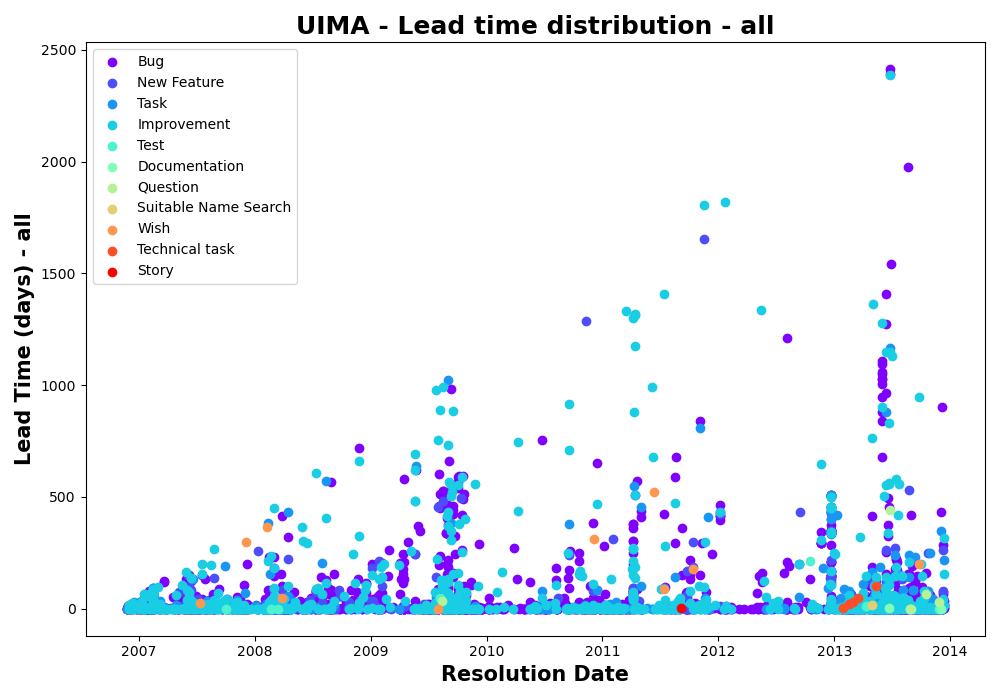 UIMA - Lead time distribution - all
Lead Time (days) - all
2500
2000
1500
1000
500
0
Bug
New Feature
Task
Improvement
Test
Documentation
Question
Suitable Name Search
Wish
Technical task
Story
2007 2008 2009 2010 2011 2012 2013 2014
Resolution Date